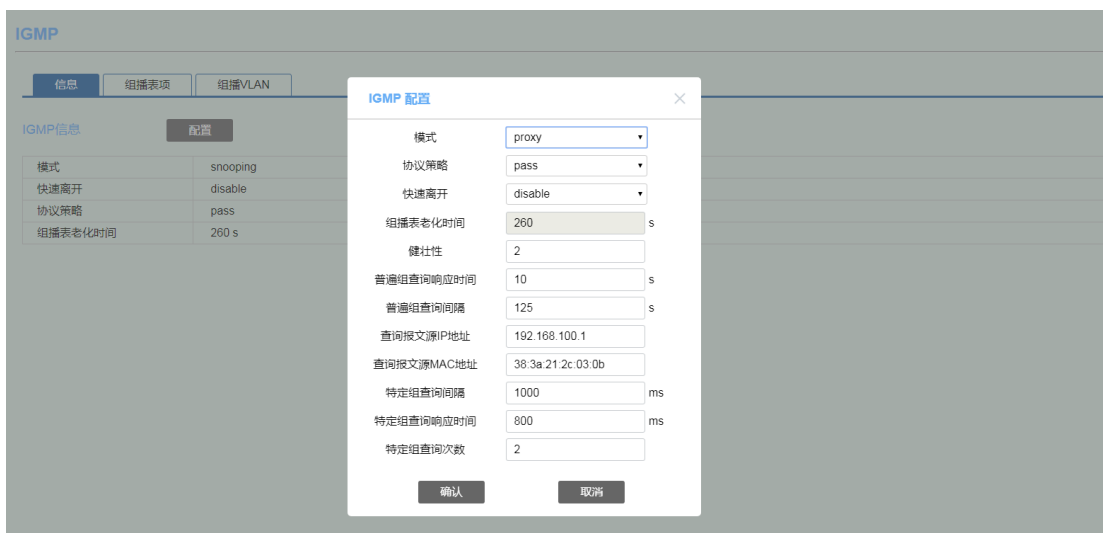 IGMP
信息 组播表项 组播VLAN
IGMP信息 配置
模式 snooping
快速离开 disable
协议策略 pass
组播表老化时间 260 s
IGMP 配置
模式 proxy
协议策略 pass
快速离开 disable
组播表老化时间 260 s
健壮性 2
普遍组查询响应时间 10 s
普遍组查询间隔 125 s
查询报文源IP地址 192.168.100.1
查询报文源MAC地址 38:3a:21:2c:03:0b
特定组查询间隔 1000 ms
特定组查询响应时间 800 ms
特定组查询次数 2
确认 取消